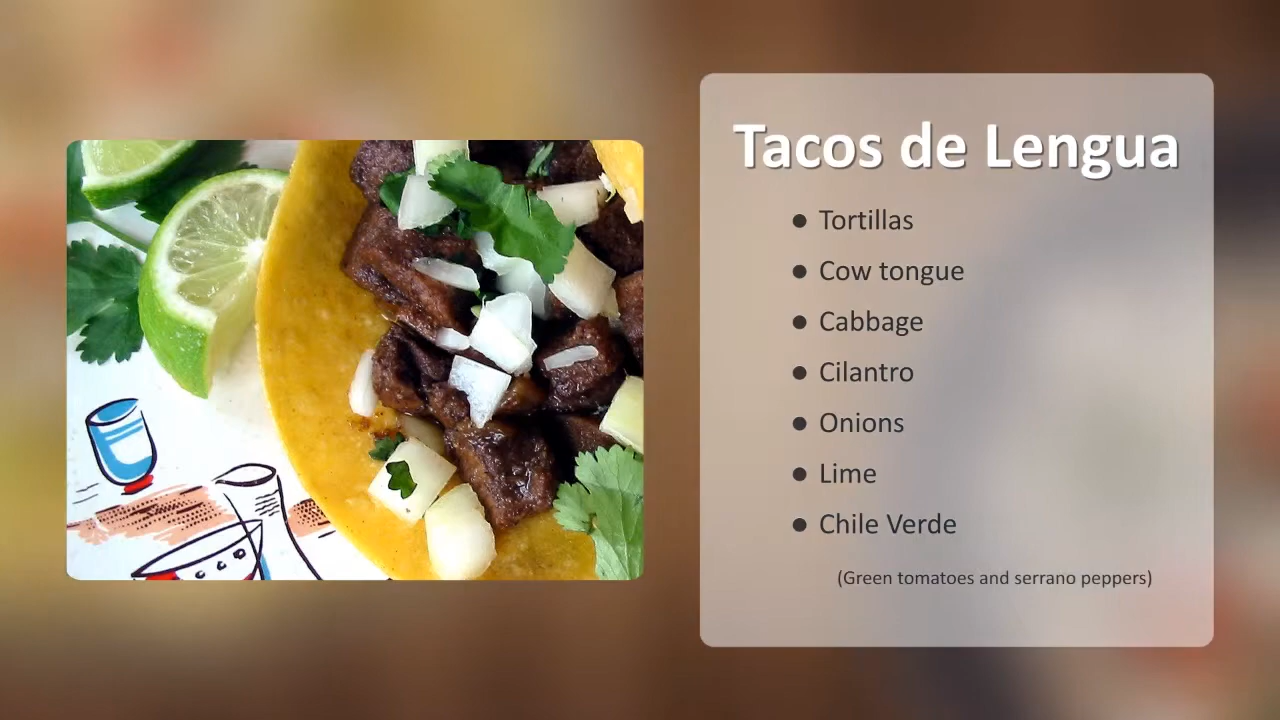 Tacos de Lengua
● Tortillas
● Cow tongue
● Cabbage
● Cilantro
● Onions
● Lime
● Chile Verde
(Green tomatoes and serrano peppers)